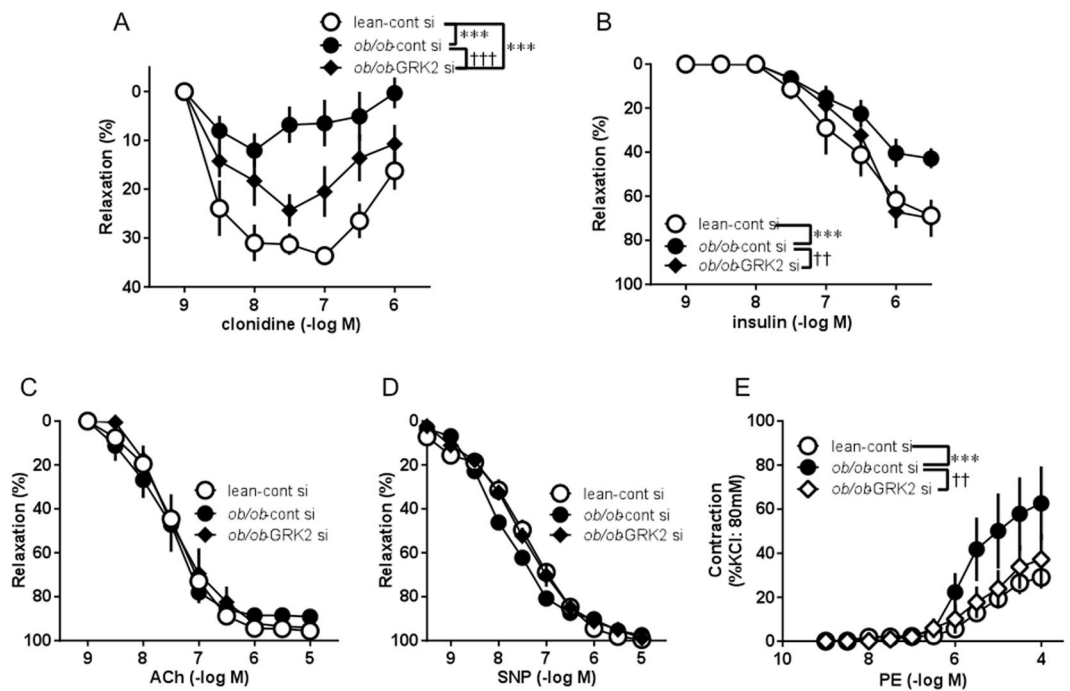 A
lean-cont si
ob/ob-cont si
ob/ob-GRK2 si
***
†††
***
0
10
20
30
40
Relaxation (%)
9 8 7 6
clonidine (-log M)
B
0
20
40
60
80
100
Relaxation (%)
lean-cont si
ob/ob-cont si
ob/ob-GRK2 si
***
††
9 8 7 6
insulin (-log M)
C
0
20
40
60
80
100
Relaxation (%)
lean-cont si
ob/ob-cont si
ob/ob-GRK2 si
9 8 7 6 5
ACh (-log M)
D
0
20
40
60
80
100
Relaxation (%)
lean-cont si
ob/ob-cont si
ob/ob-GRK2 si
9 8 7 6 5
SNP (-log M)
E
100
80
60
40
20
0
Contraction
(%KCl: 80mM)
lean-cont si
ob/ob-cont si
ob/ob-GRK2 si
***
††
10 8 6 4
PE (-log M)